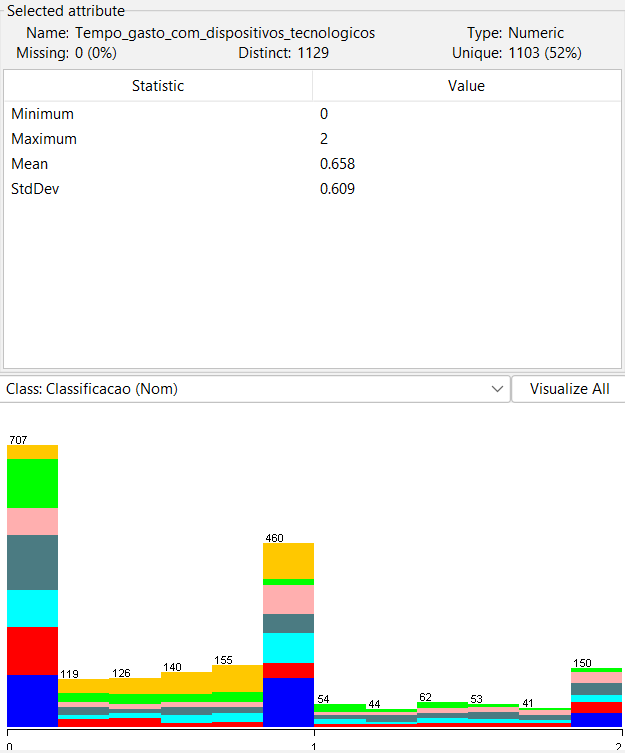 Selected attribute
Name: Tempo_gasto_com_dispositivos_tecnologicos Type: Numeric
Missing: 0 (0%) Distinct: 1129 Unique: 1103 (52%)
Statistic Value
Minimum 0
Maximum 2
Mean 0.658
StdDev 0.609
Class: Classificacao (Nom) Visualize All
707
460
119 126 140 155 54 44 62 53 41 150
0 1 2